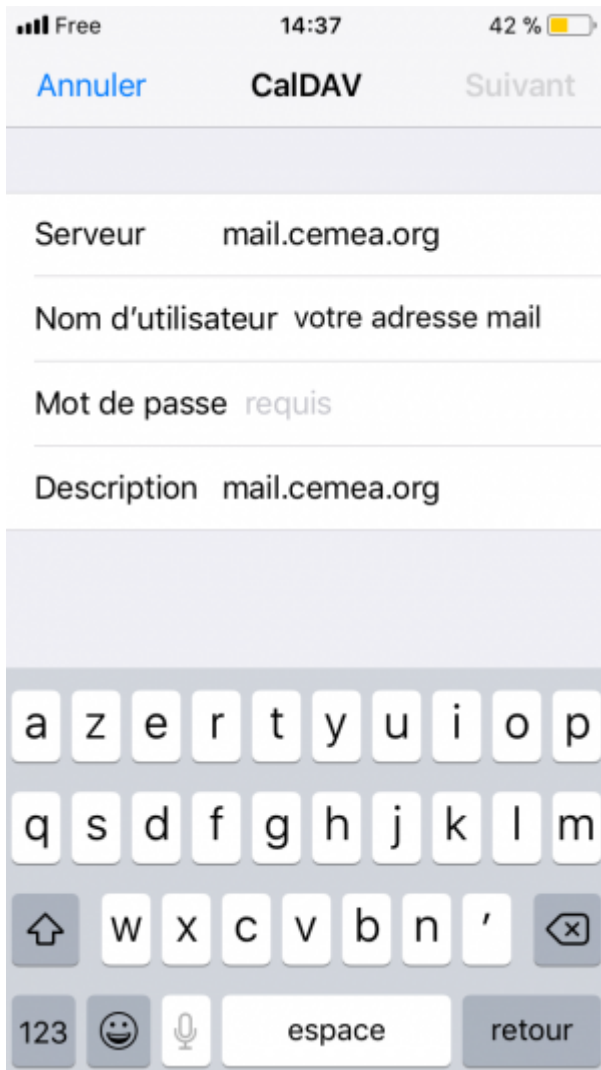 Free 14:37 42 %
Annuler CalDAV Suivant
Serveur mail.cemea.org
Nom d'utilisateur votre adresse mail
Mot de passe requis
Description mail.cemea.org
a z e r t y u i o p
q s d f g h j k l m
w x c v b n '
123 espace retour